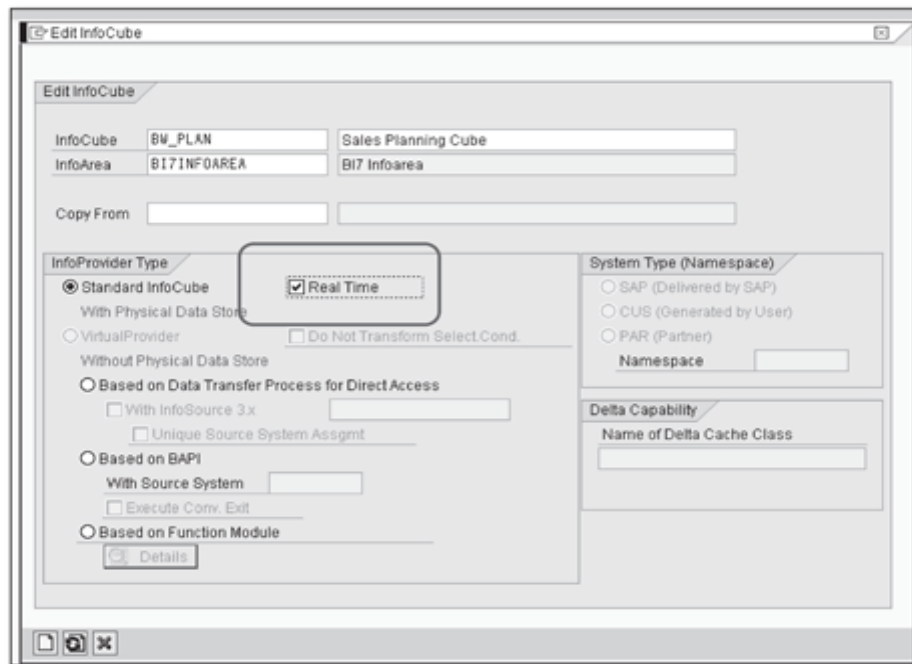 Edit InfoCube
Edit InfoCube
InfoCube BW_PLAN Sales Planning Cube
InfoArea BI7INFOAREA BI7 Infoarea
Copy From
InfoProvider Type
Standard InfoCube Real Time
With Physical Data Store
VirtualProvider Do Not Transform Select.Cond.
Without Physical Data Store
Based on Data Transfer Process for Direct Access
With InfoSource 3.x
Unique Source System Assgmt
Based on BAPI
With Source System
Execute Conv. Exit
Based on Function Module
Details
System Type (Namespace)
SAP (Delivered by SAP)
CUS (Generated by User)
PAR (Partner)
Namespace
Delta Capability
Name of Delta Cache Class